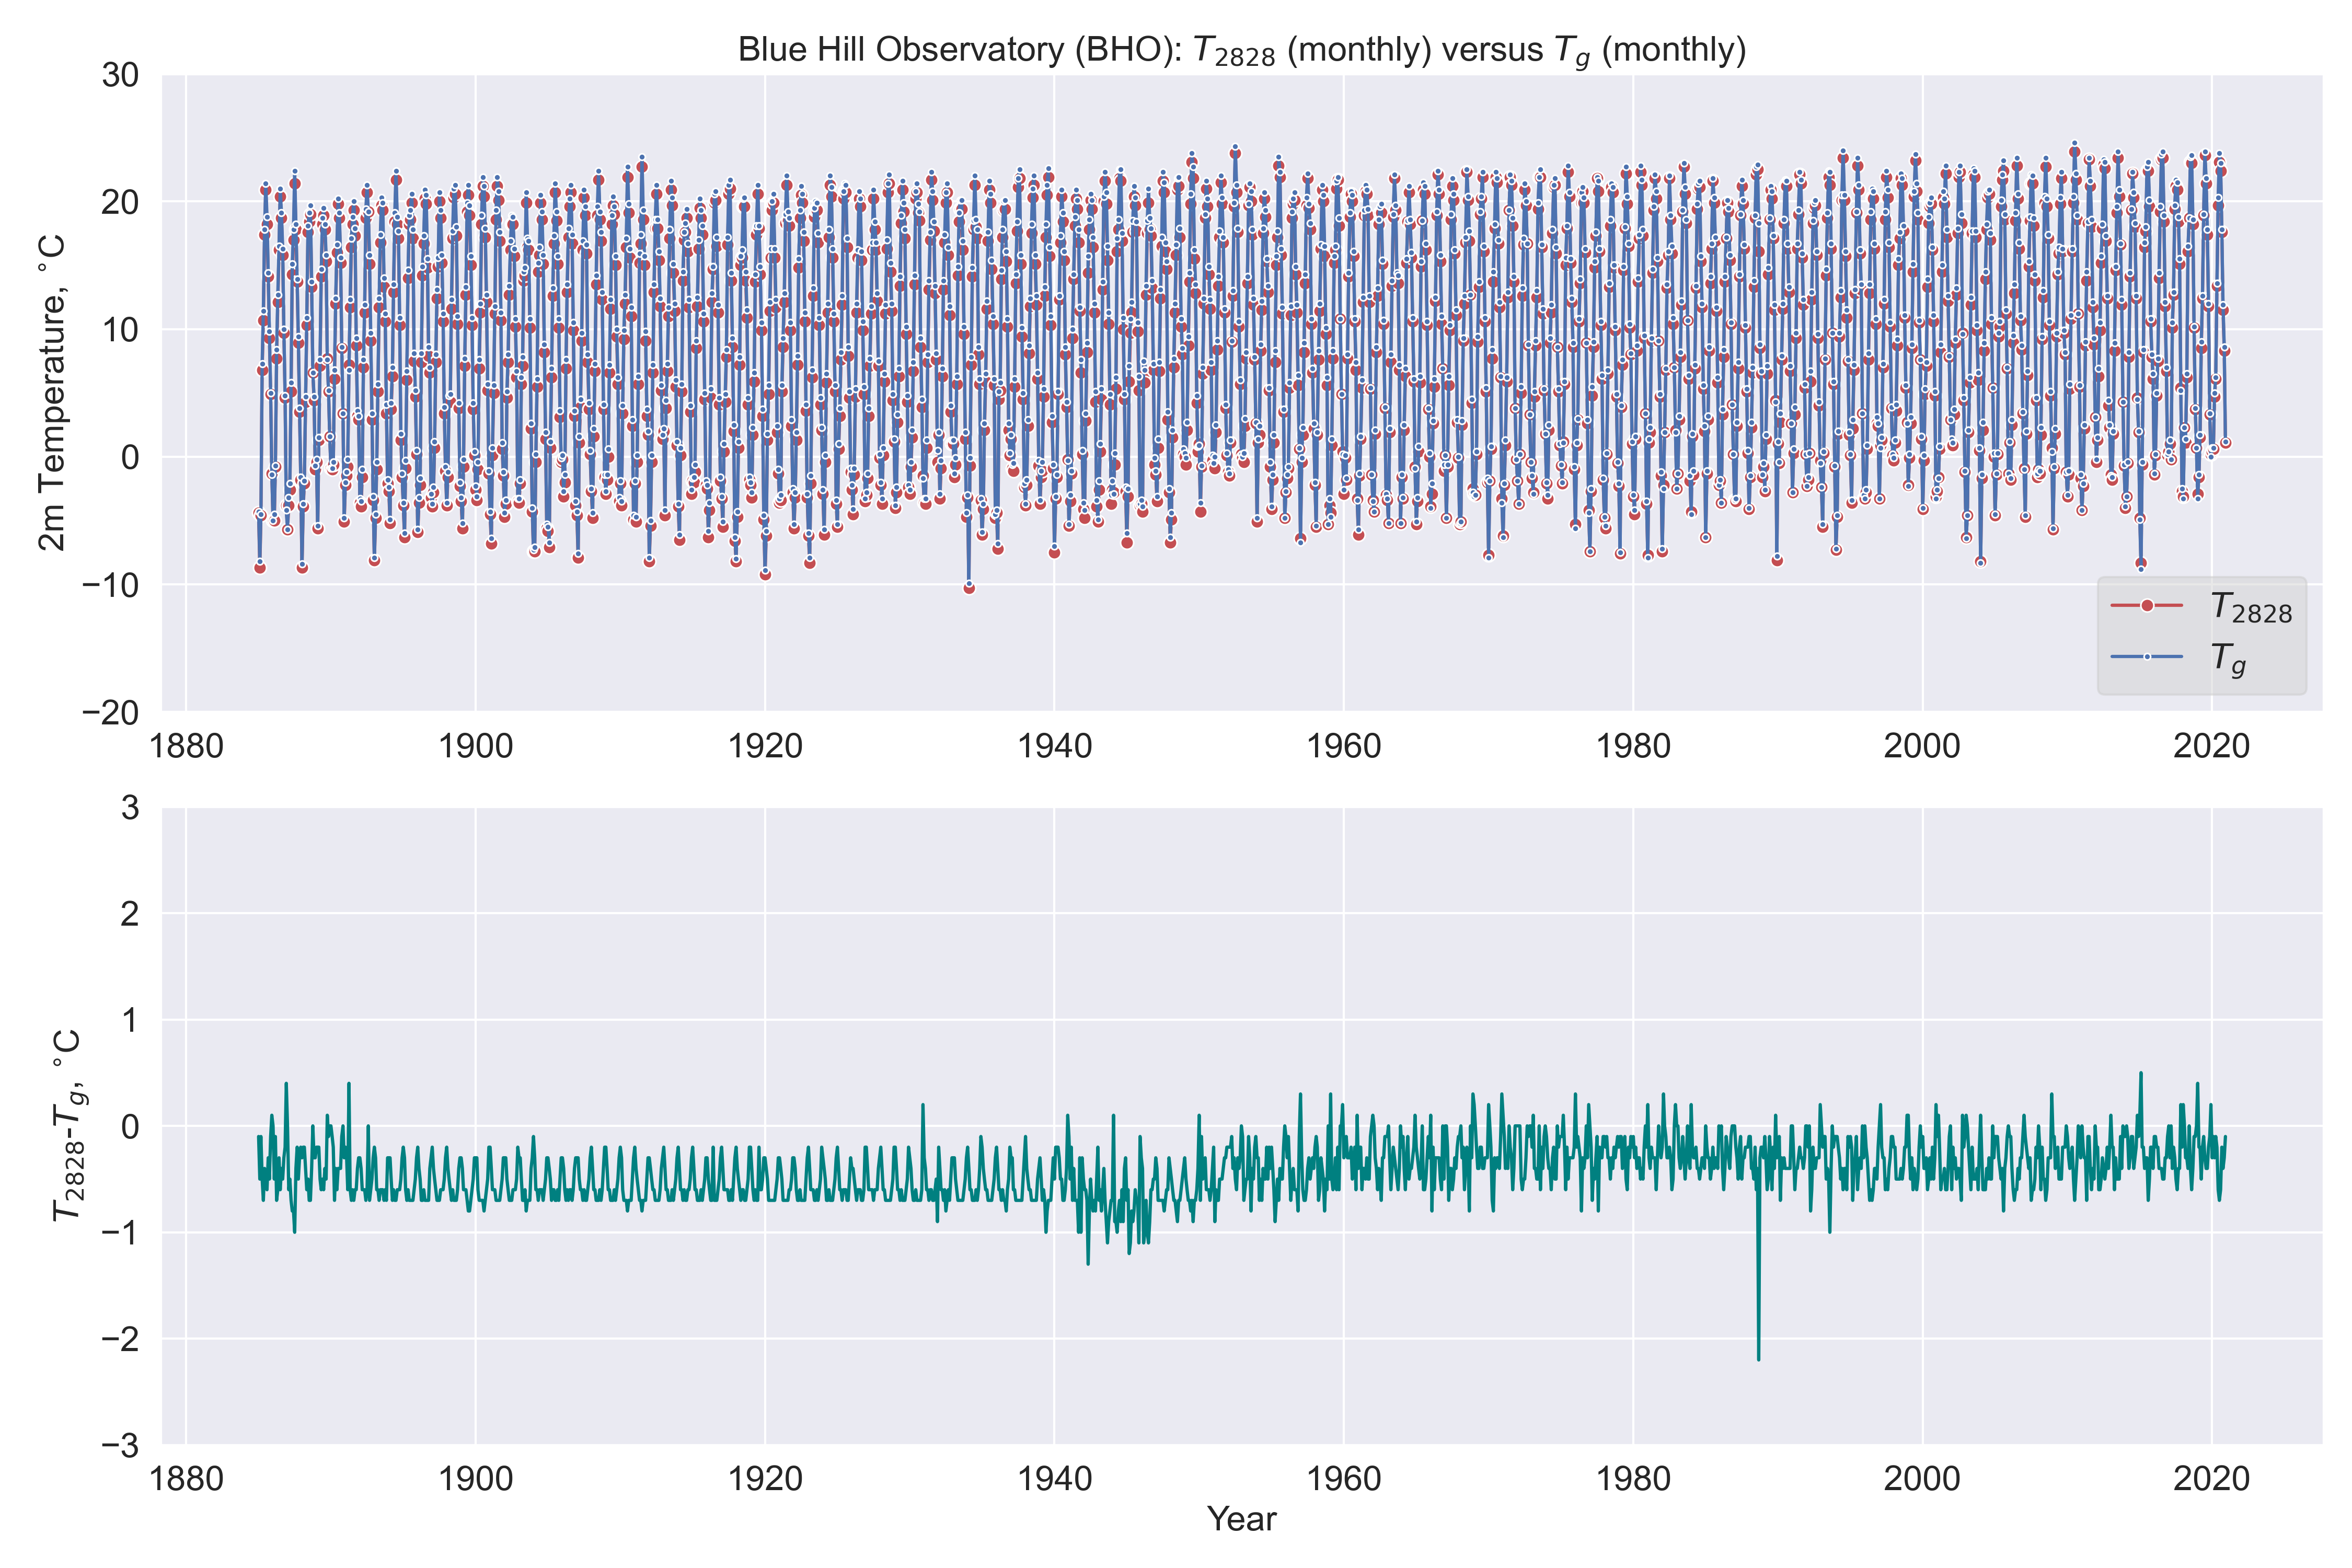 Blue Hill Observatory (BHO): T2828 (monthly) versus Tg (monthly)
30
20
10
0
−10
−20
2m Temperature, °C
T2828
Tg
1880 1900 1920 1940 1960 1980 2000 2020
3
2
1
0
−1
−2
−3
T2828-Tg, °C
1880 1900 1920 1940 1960 1980 2000 2020
Year